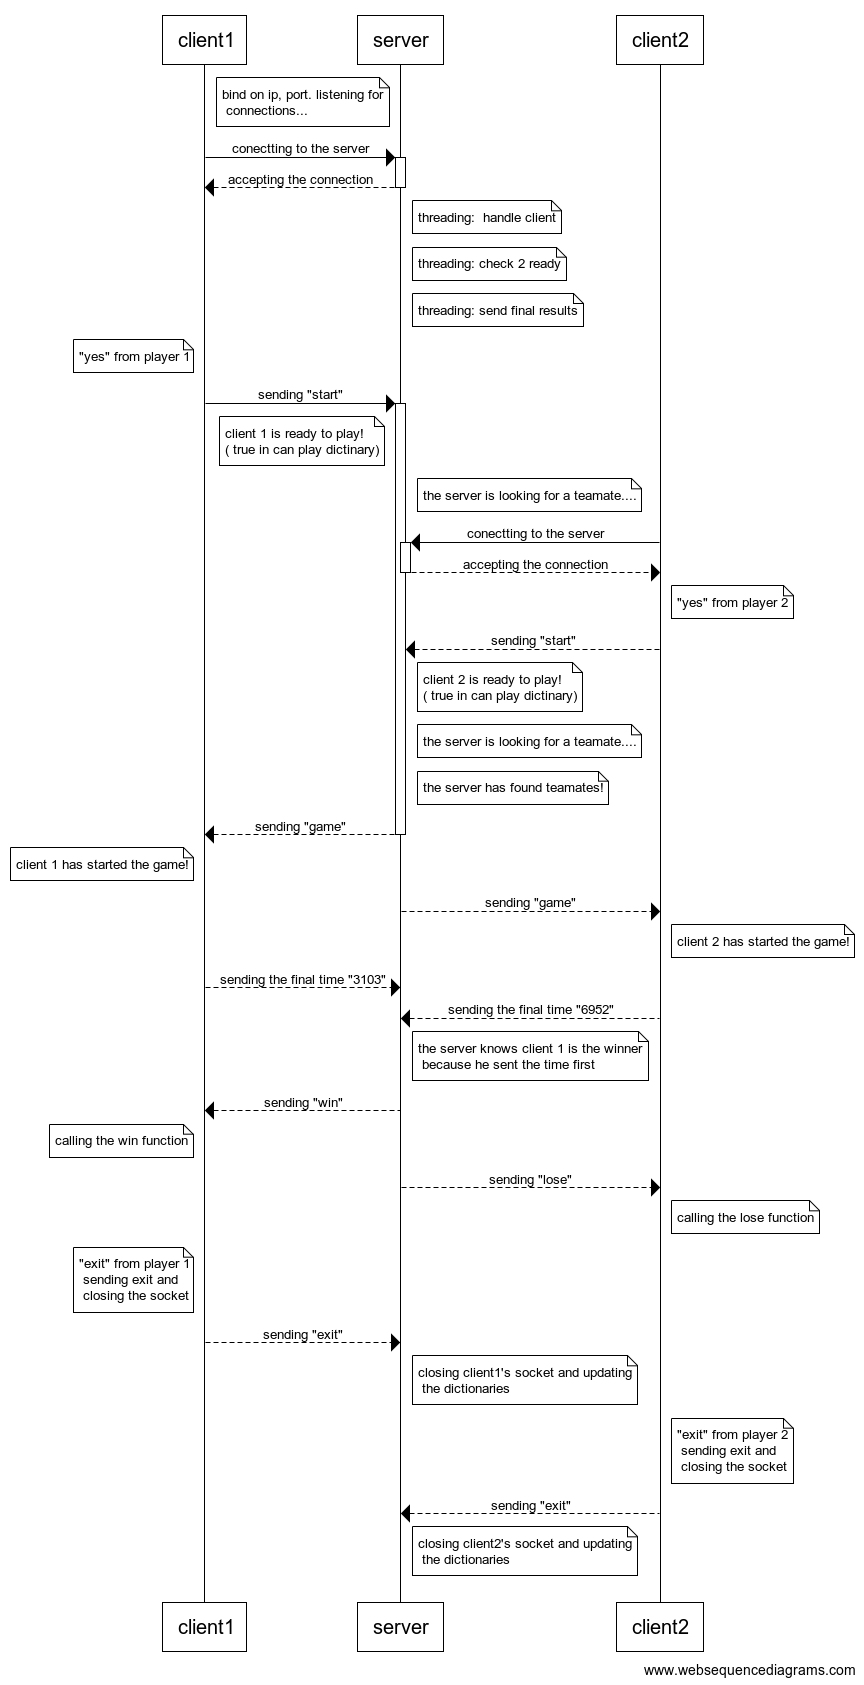 client1
server
client2
bind on ip, port. listening for
connections...
conectting to the server
accepting the connection
threading:  handle client
threading: check 2 ready
threading: send final results
"yes" from player 1
sending "start"
client 1 is ready to play!
( true in can play dictinary)
the server is looking for a teamate....
conectting to the server
accepting the connection
"yes" from player 2
sending "start"
client 2 is ready to play!
( true in can play dictinary)
the server is looking for a teamate....
the server has found teamates!
sending "game"
client 1 has started the game!
sending "game"
client 2 has started the game!
sending the final time "3103"
sending the final time "6952"
the server knows client 1 is the winner
because he sent the time first
sending "win"
calling the win function
sending "lose"
calling the lose function
"exit" from player 1
sending exit and
closing the socket
sending "exit"
closing client1's socket and updating
the dictionaries
"exit" from player 2
sending exit and
closing the socket
sending "exit"
closing client2's socket and updating
the dictionaries
client1
server
client2
www.websequencediagrams.com